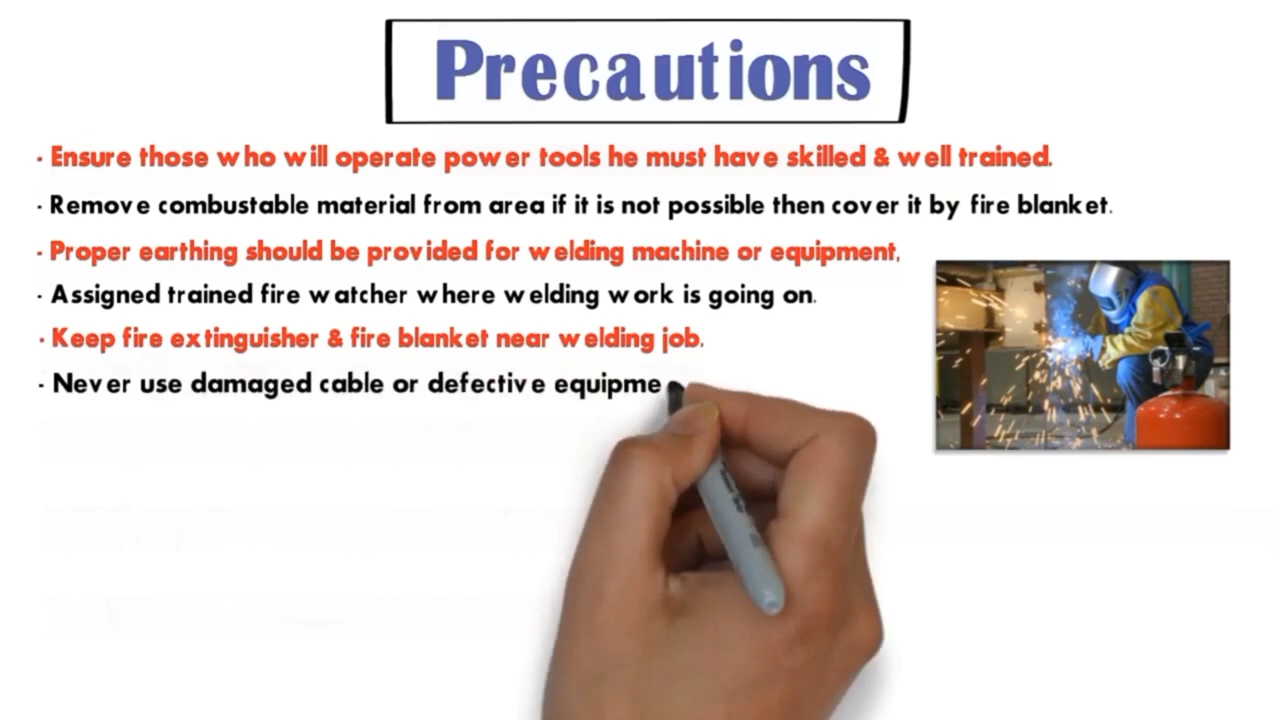 Precautions
- Ensure those who will operate power tools he must have skilled & well trained.
- Remove combustable material from area if it is not possible then cover it by fire blanket.
- Proper earthing should be provided for welding machine or equipment,
- Assigned trained fire watcher where welding work is going on.
- Keep fire extinguisher & fire blanket near welding job.
- Never use damaged cable or defective equipme